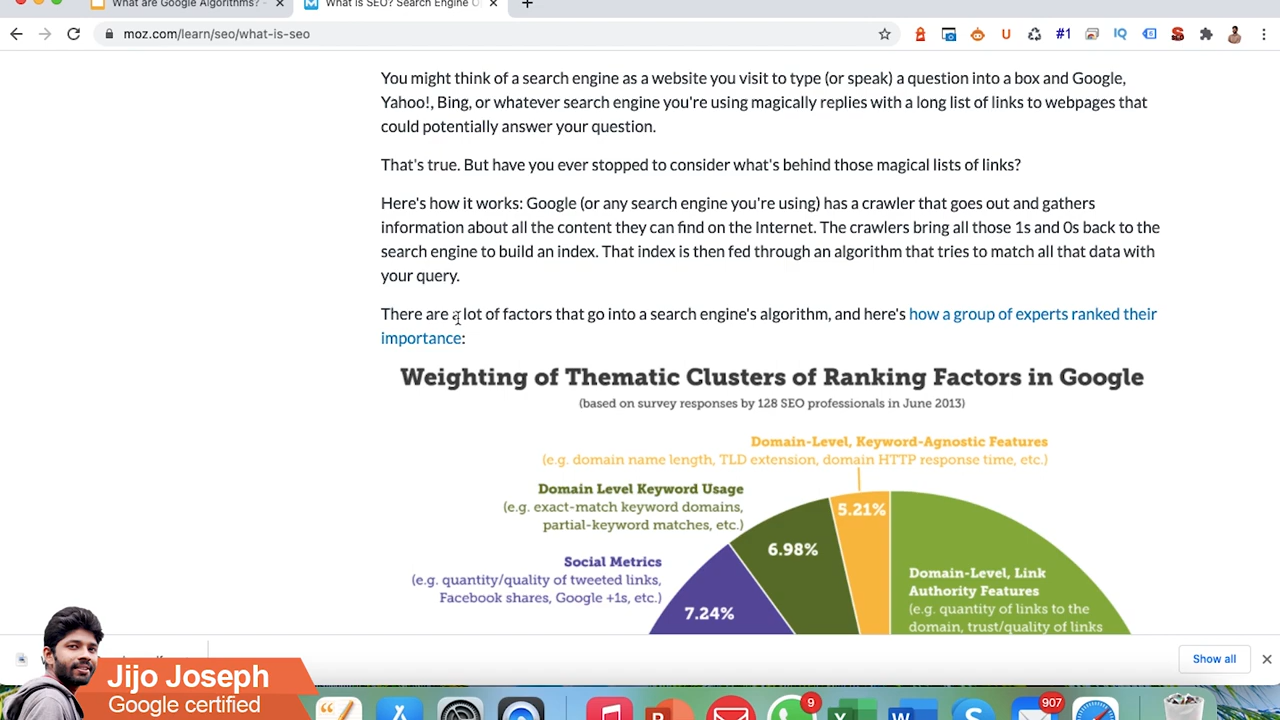 What are Google Algorithms? -
What is SEO? Search Engine O
moz.com/learn/seo/what-is-seo
#1
IQ
You might think of a search engine as a website you visit to type (or speak) a question into a box and Google,
Yahoo!, Bing, or whatever search engine you're using magically replies with a long list of links to webpages that
could potentially answer your question.
That's true. But have you ever stopped to consider what's behind those magical lists of links?
Here's how it works: Google (or any search engine you're using) has a crawler that goes out and gathers
information about all the content they can find on the Internet. The crawlers bring all those 1s and 0s back to the
search engine to build an index. That index is then fed through an algorithm that tries to match all that data with
your query.
There are a lot of factors that go into a search engine's algorithm, and here's how a group of experts ranked their
importance:
Weighting of Thematic Clusters of Ranking Factors in Google
(based on survey responses by 128 SEO professionals in June 2013)
Domain-Level, Keyword-Agnostic Features
(e.g. domain name length, TLD extension, domain HTTP response time, etc.)
Domain Level Keyword Usage
(e.g. exact-match keyword domains,
partial-keyword matches, etc.)
5.21%
6.98%
Social Metrics
(e.g. quantity/quality of tweeted links,
Facebook shares, Google +1s, etc.)
7.24%
Domain-Level, Link
Authority Features
(e.g. quantity of links to the
domain, trust/quality of links
Show all
Jijo Joseph
Google certified
9
907